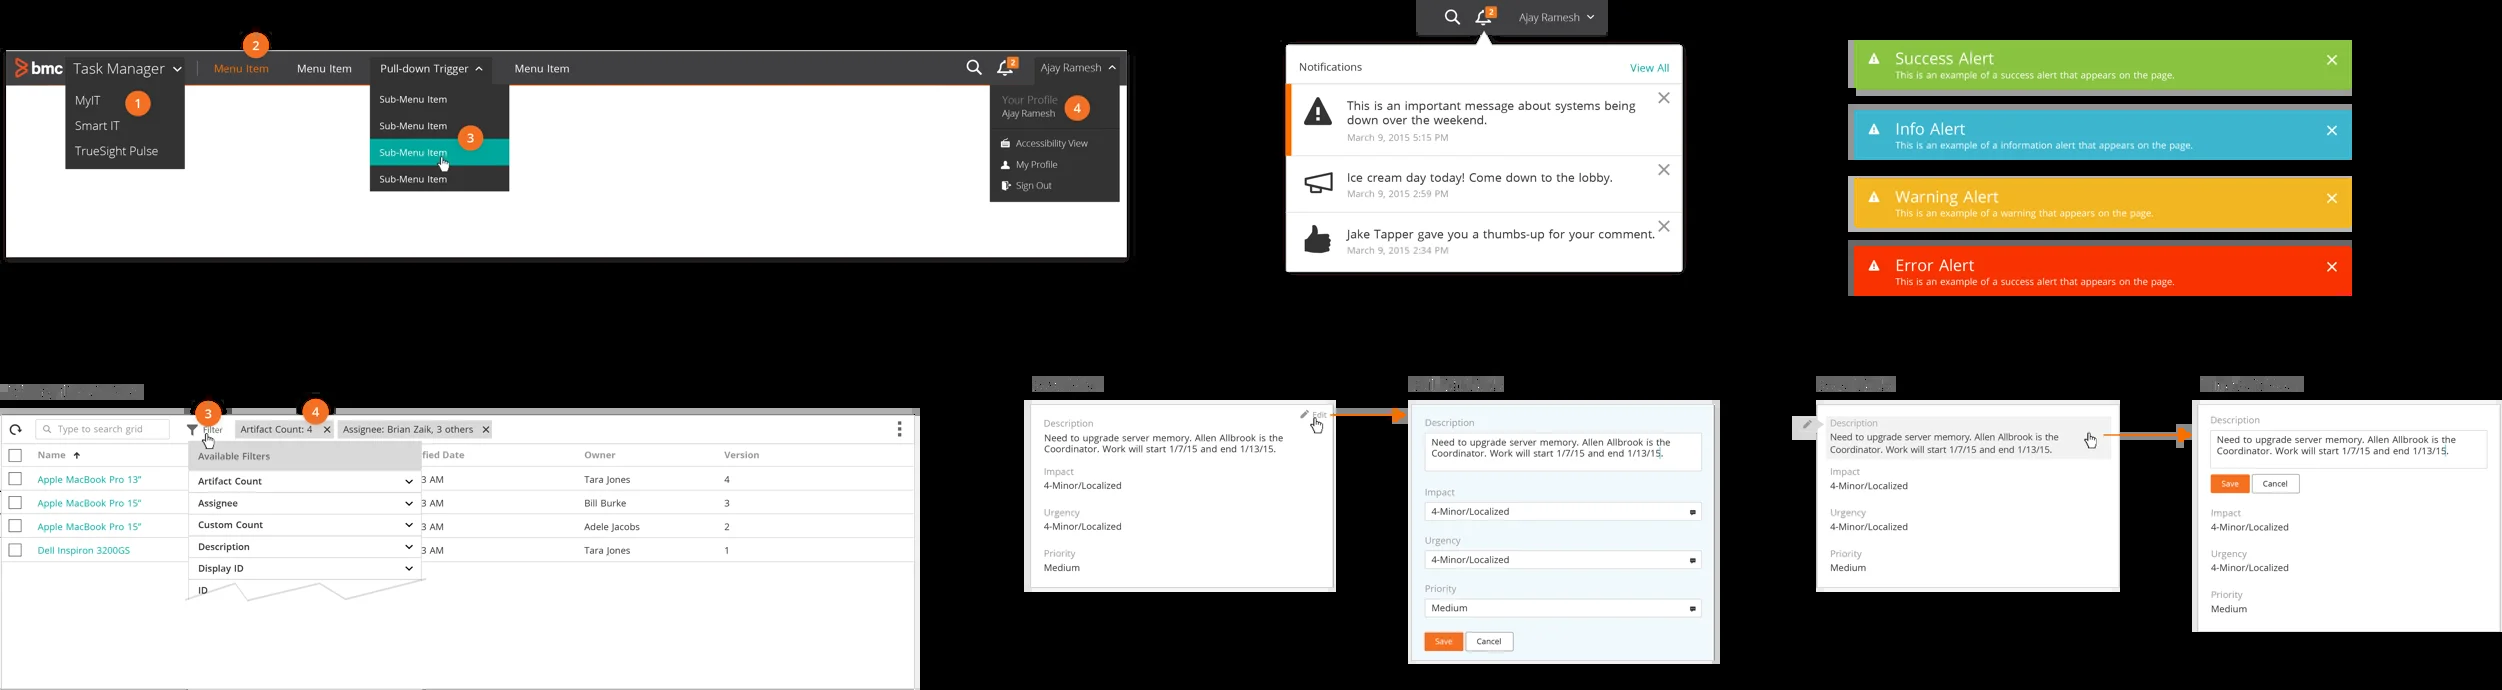 2
bmc
Task Manager
Menu Item
Menu Item
Pull-down Trigger
Menu Item
2
Ajay Ramesh
MyIT
Smart IT
TrueSight Pulse
1
Sub-Menu Item
Sub-Menu Item
Sub-Menu Item
Sub-Menu Item
3
Your Profile
Ajay Ramesh
4
Accessibility View
My Profile
Sign Out
2
Ajay Ramesh
Notifications
View All
This is an important message about systems being
down over the weekend.
March 9, 2015 5:15 PM
Ice cream day today! Come down to the lobby.
March 9, 2015 2:59 PM
Jake Tapper gave you a thumbs-up for your comment.
March 9, 2015 2:34 PM
Success Alert
This is an example of a success alert that appears on the page.
Info Alert
This is an example of a information alert that appears on the page.
Warning Alert
This is an example of a warning that appears on the page.
Error Alert
This is an example of a success alert that appears on the page.
3
4
Type to search grid
Filter
Artifact Count: 4
Assignee: Brian Zaik, 3 others
Name
fied Date
Owner
Version
Apple MacBook Pro 13"
3 AM
Tara Jones
4
Apple MacBook Pro 15"
3 AM
Bill Burke
3
Apple MacBook Pro 15"
3 AM
Adele Jacobs
2
Dell Inspiron 3200GS
3 AM
Tara Jones
1
Available Filters
Artifact Count
Assignee
Custom Count
Description
Display ID
ID
Edit
Description
Need to upgrade server memory. Allen Allbrook is the
Coordinator. Work will start 1/7/15 and end 1/13/15.
Impact
4-Minor/Localized
Urgency
4-Minor/Localized
Priority
Medium
Description
Need to upgrade server memory. Allen Allbrook is the
Coordinator. Work will start 1/7/15 and end 1/13/15.
Impact
4-Minor/Localized
Urgency
4-Minor/Localized
Priority
Medium
Save
Cancel
Description
Need to upgrade server memory. Allen Allbrook is the
Coordinator. Work will start 1/7/15 and end 1/13/15.
Impact
4-Minor/Localized
Urgency
4-Minor/Localized
Priority
Medium
Description
Need to upgrade server memory. Allen Allbrook is the
Coordinator. Work will start 1/7/15 and end 1/13/15.
Save
Cancel
Impact
4-Minor/Localized
Urgency
4-Minor/Localized
Priority
Medium